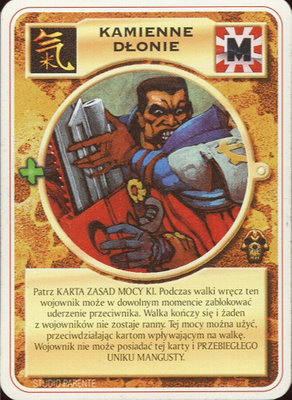 氣
KAMIENNE
DŁONIE
M
Patrz KARTA ZASAD MOCY KI. Podczas walki wręcz ten
wojownik może w dowolnym momencie zablokować
uderzenie przeciwnika. Walka kończy się i żaden
z wojowników nie zostaje ranny. Tej mocy można użyć,
przeciwdziałając kartom wpływającym na walkę.
Wojownik nie może posiadać tej karty i PRZEBIEGŁEGO
UNIKU MANGUSTY.
STUDIO PARENTE